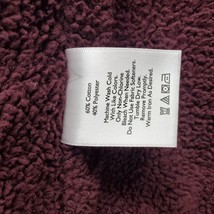 60% Cotton
40% Polyester
Machine Wash Cold
With Like Colors.
Only Non-Chlorine
Bleach When Needed.
Do Not Use Fabric Softeners.
Tumble Dry Low.
Remove Promptly.
Warm Iron As Desired.